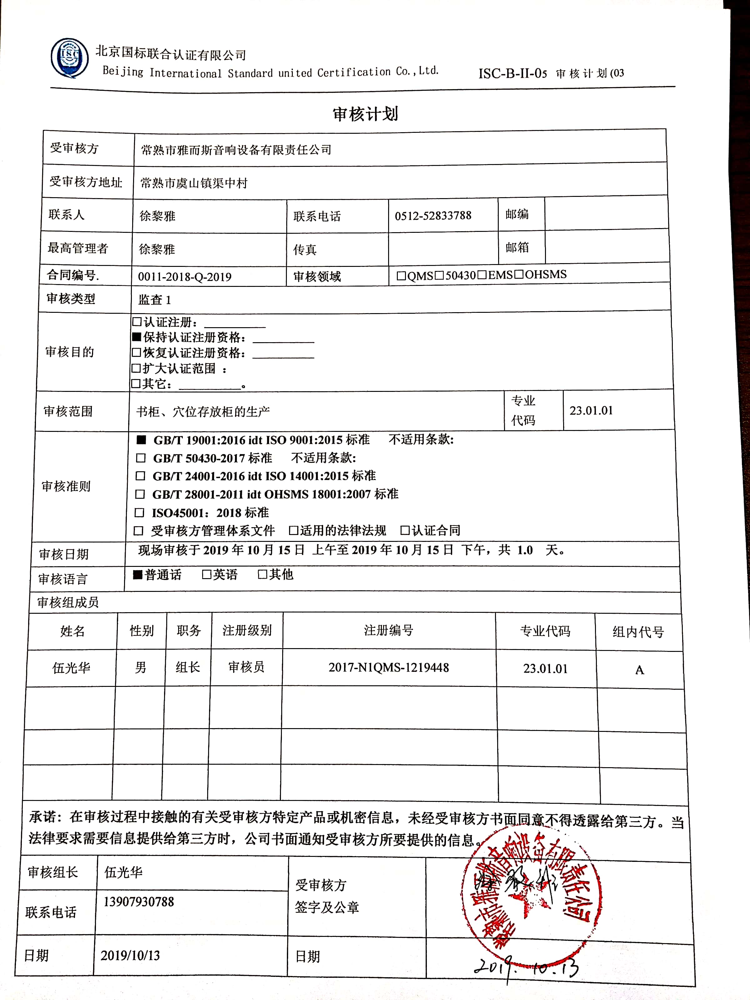 ISC
北京国标联合认证有限公司
Beijing International Standard united Certification Co.,Ltd.
ISC-B-II-05 审核计划(03
审核计划
受审核方 常熟市雅而斯音响设备有限责任公司
受审核方地址 常熟市虞山镇渠中村
联系人 徐黎雅 联系电话 0512-52833788 邮编
最高管理者 徐黎雅 传真 邮箱
合同编号. 0011-2018-Q-2019 审核领域 □QMS□50430□EMS□OHSMS
审核类型 监查 1
审核目的
□认证注册：
■保持认证注册资格：
□恢复认证注册资格：
□扩大认证范围 ：
□其它： 。
审核范围 书柜、穴位存放柜的生产 专业代码 23.01.01
审核准则
■ GB/T 19001:2016 idt ISO 9001:2015 标准 不适用条款:
□ GB/T 50430-2017 标准 不适用条款:
□ GB/T 24001-2016 idt ISO 14001:2015 标准
□ GB/T 28001-2011 idt OHSMS 18001:2007 标准
□ ISO45001：2018 标准
□ 受审核方管理体系文件 □适用的法律法规 □认证合同
审核日期 现场审核于 2019 年 10 月 15 日 上午至 2019 年 10 月 15 日 下午，共 1.0 天。
审核语言 ■普通话 □英语 □其他
审核组成员
姓名 性别 职务 注册级别 注册编号 专业代码 组内代号
伍光华 男 组长 审核员 2017-N1QMS-1219448 23.01.01 A
承诺：在审核过程中接触的有关受审核方特定产品或机密信息，未经受审核方书面同意不得透露给第三方。当
法律要求需要信息提供给第三方时，公司书面通知受审核方所要提供的信息。
审核组长 伍光华
受审核方
签字及公章
徐黎雅
常熟市雅而斯音响设备有限责任公司
联系电话 13907930788
日期 2019/10/13 日期 2019.10.13